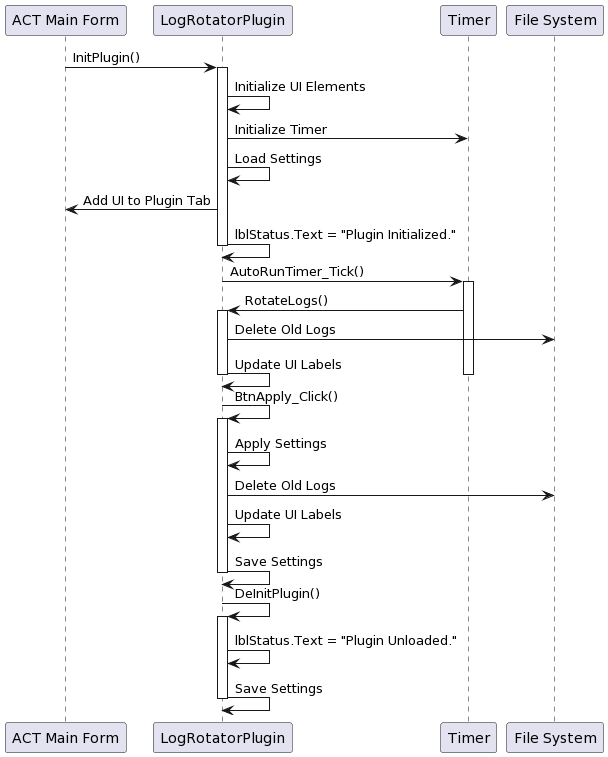 ACT Main Form
LogRotatorPlugin
Timer
File System
InitPlugin()
Initialize UI Elements
Initialize Timer
Load Settings
Add UI to Plugin Tab
lblStatus.Text = "Plugin Initialized."
AutoRunTimer_Tick()
RotateLogs()
Delete Old Logs
Update UI Labels
BtnApply_Click()
Apply Settings
Delete Old Logs
Update UI Labels
Save Settings
DeInitPlugin()
lblStatus.Text = "Plugin Unloaded."
Save Settings
ACT Main Form
LogRotatorPlugin
Timer
File System